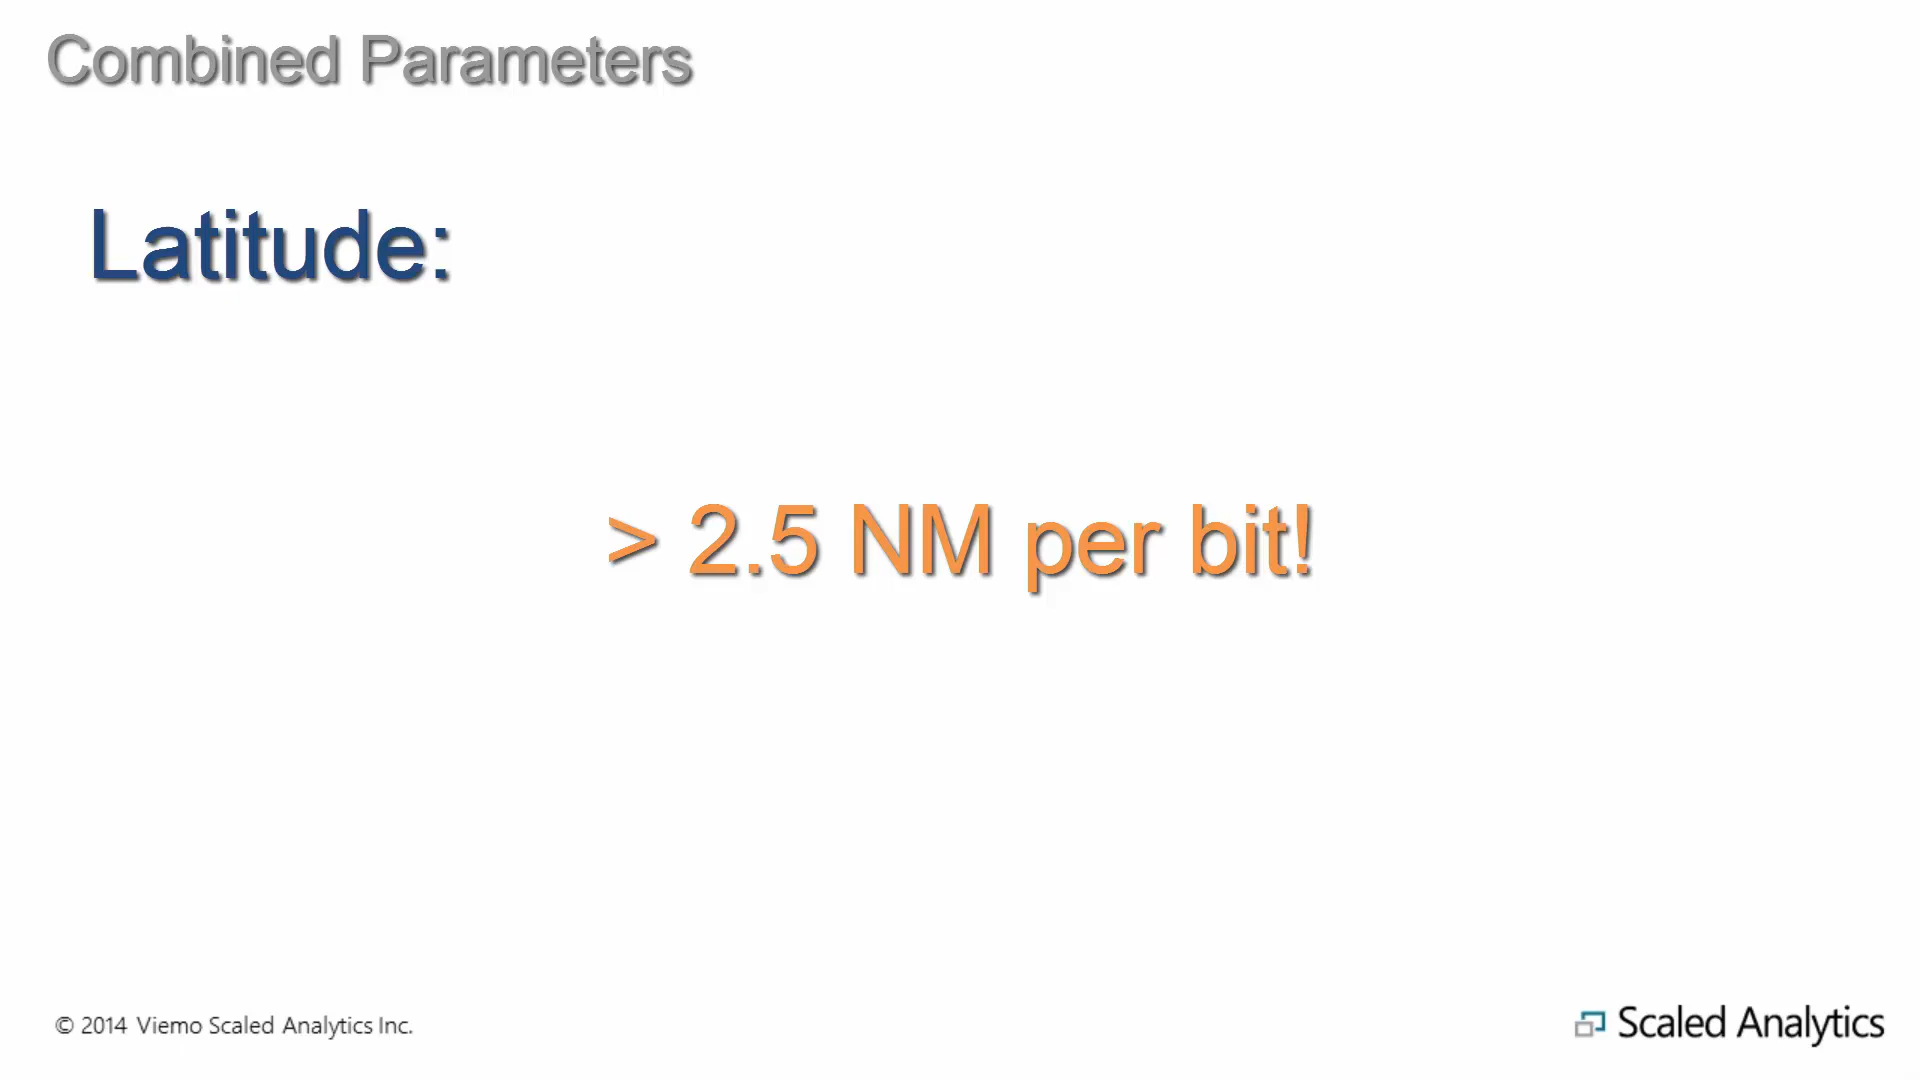 Combined Parameters
Latitude:
> 2.5 NM per bit!
© 2014 Viemo Scaled Analytics Inc.
Scaled Analytics